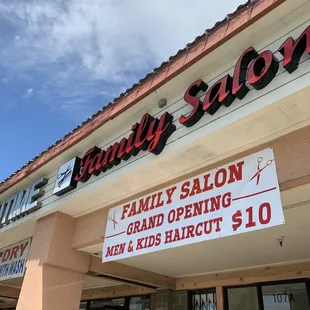 Family Salon
FAMILY SALON
GRAND OPENING
MEN & KIDS HAIRCUT $10
107A